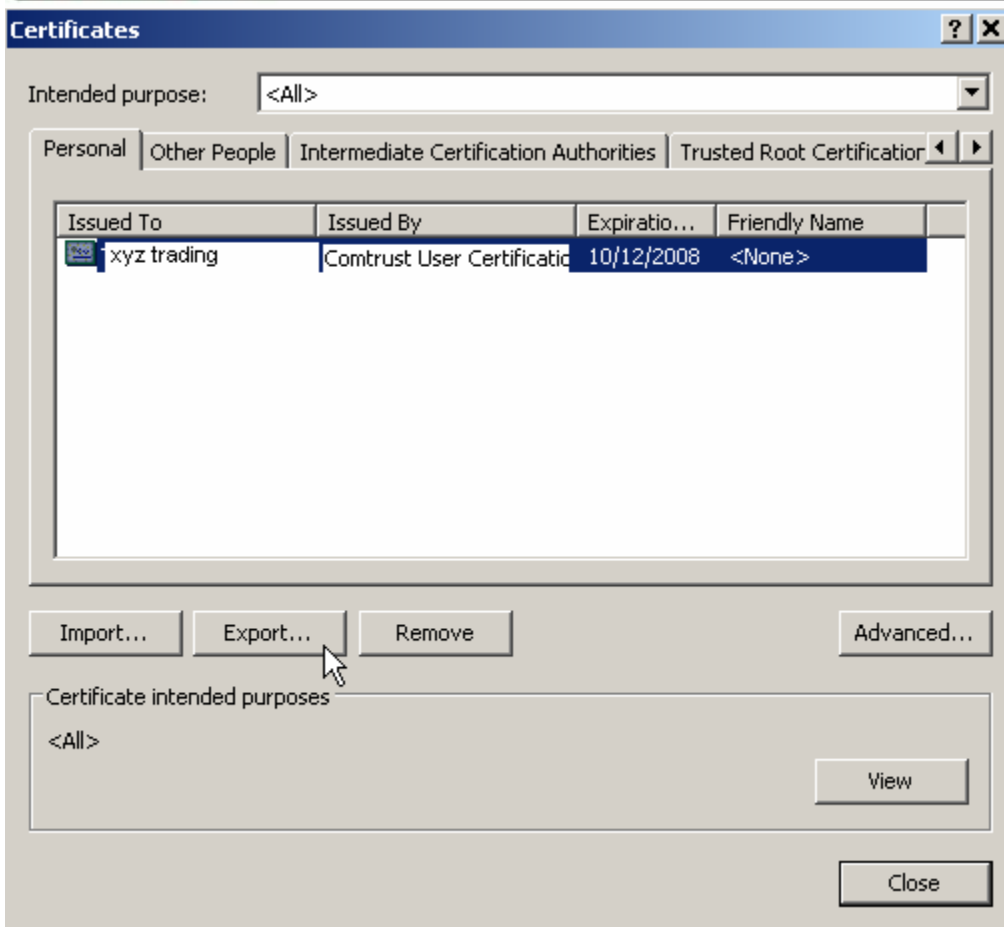 Certificates
Intended purpose: <All>
Personal Other People Intermediate Certification Authorities Trusted Root Certification
Issued To Issued By Expiratio... Friendly Name
xyz trading Comtrust User Certificatic 10/12/2008 <None>
Import... Export... Remove Advanced...
Certificate intended purposes
<All>
View
Close